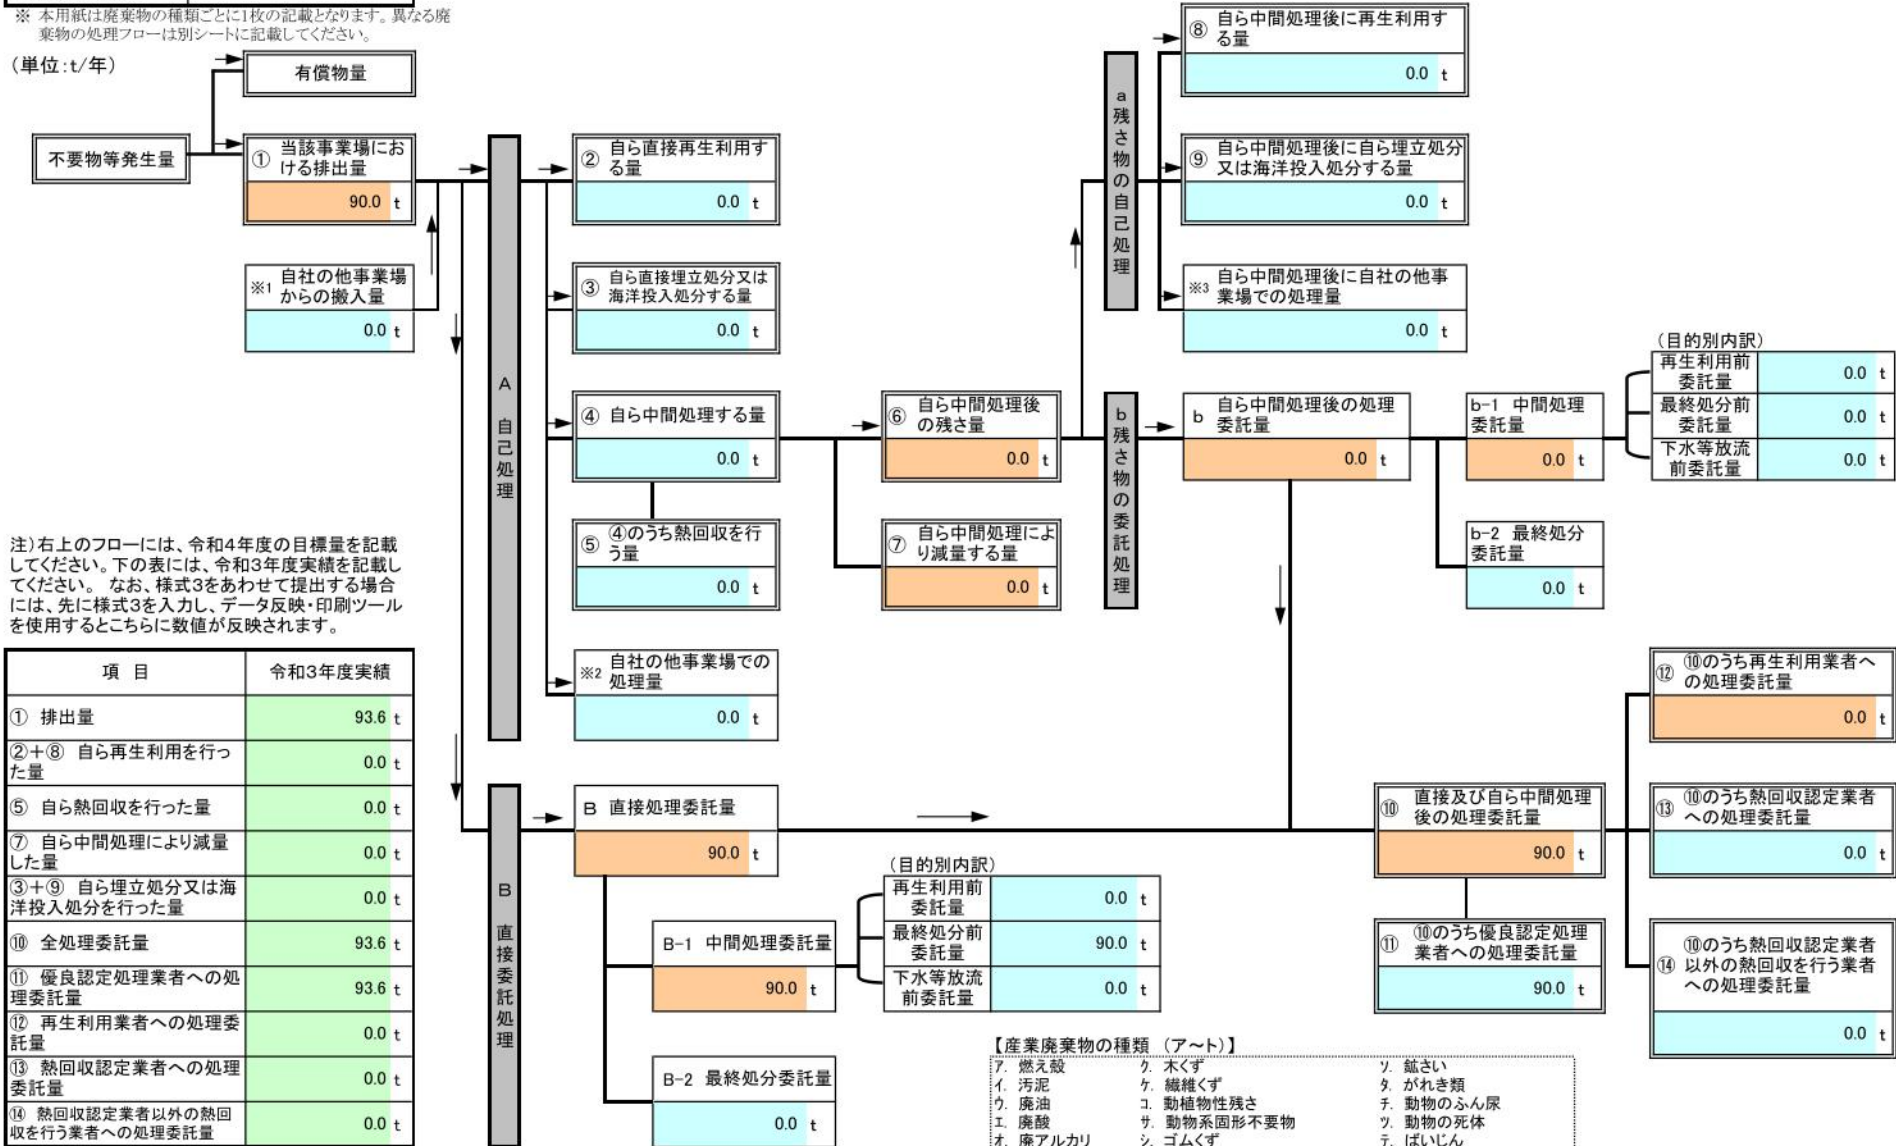 ※ 本用紙は廃棄物の種類ごとに1枚の記載となります。異なる廃
棄物の処理フローは別シートに記載してください。
(単位:t/年)
有償物量
不要物等発生量
① 当該事業場にお
ける排出量
90.0 t
※1 自社の他事業場
からの搬入量
0.0 t
A 自己処理
② 自ら直接再生利用す
る量
0.0 t
③ 自ら直接埋立処分又は
海洋投入処分する量
0.0 t
④ 自ら中間処理する量
0.0 t
⑤ ④のうち熱回収を行
う量
0.0 t
※2 自社の他事業場での
処理量
0.0 t
⑥ 自ら中間処理後
の残さ量
0.0 t
⑦ 自ら中間処理によ
り減量する量
0.0 t
a残さ物の自己処理
⑧ 自ら中間処理後に再生利用す
る量
0.0 t
⑨ 自ら中間処理後に自ら埋立処分
又は海洋投入処分する量
0.0 t
※3 自ら中間処理後に自社の他事
業場での処理量
0.0 t
b残さ物の委託処理
b 自ら中間処理後の処理
委託量
0.0 t
b-1 中間処理
委託量
0.0 t
(目的別内訳)
再生利用前
委託量
0.0 t
最終処分前
委託量
0.0 t
下水等放流
前委託量
0.0 t
b-2 最終処分
委託量
0.0 t
注)右上のフローには、令和4年度の目標量を記載
してください。下の表には、令和3年度実績を記載し
てください。 なお、様式3をあわせて提出する場合
には、先に様式3を入力し、データ反映・印刷ツール
を使用するとこちらに数値が反映されます。
項 目 令和3年度実績
① 排出量 93.6 t
②+⑧ 自ら再生利用を行っ
た量 0.0 t
⑤ 自ら熱回収を行った量 0.0 t
⑦ 自ら中間処理により減量
した量 0.0 t
③+⑨ 自ら埋立処分又は海
洋投入処分を行った量 0.0 t
⑩ 全処理委託量 93.6 t
⑪ 優良認定処理業者への処
理委託量 93.6 t
⑫ 再生利用業者への処理委
託量 0.0 t
⑬ 熱回収認定業者への処理
委託量 0.0 t
⑭ 熱回収認定業者以外の熱回
収を行う業者への処理委託量 0.0 t
B 直接委託処理
B 直接処理委託量
90.0 t
B-1 中間処理委託量
90.0 t
(目的別内訳)
再生利用前
委託量
0.0 t
最終処分前
委託量
90.0 t
下水等放流
前委託量
0.0 t
B-2 最終処分委託量
0.0 t
⑩ 直接及び自ら中間処理
後の処理委託量
90.0 t
⑪ ⑩のうち優良認定処理
業者への処理委託量
90.0 t
⑫ ⑩のうち再生利用業者へ
の処理委託量
0.0 t
⑬ ⑩のうち熱回収認定業者
への処理委託量
0.0 t
⑭ ⑩のうち熱回収認定業者
以外の熱回収を行う業者
への処理委託量
0.0 t
【産業廃棄物の種類 (ア~ト)】
ア. 燃え殻 ク. 木くず ソ. 鉱さい
イ. 汚泥 ケ. 繊維くず タ. がれき類
ウ. 廃油 コ. 動植物性残さ チ. 動物のふん尿
エ. 廃酸 サ. 動物系固形不要物 ツ. 動物の死体
オ. 廃アルカリ シ. ゴムくず テ. ばいじん